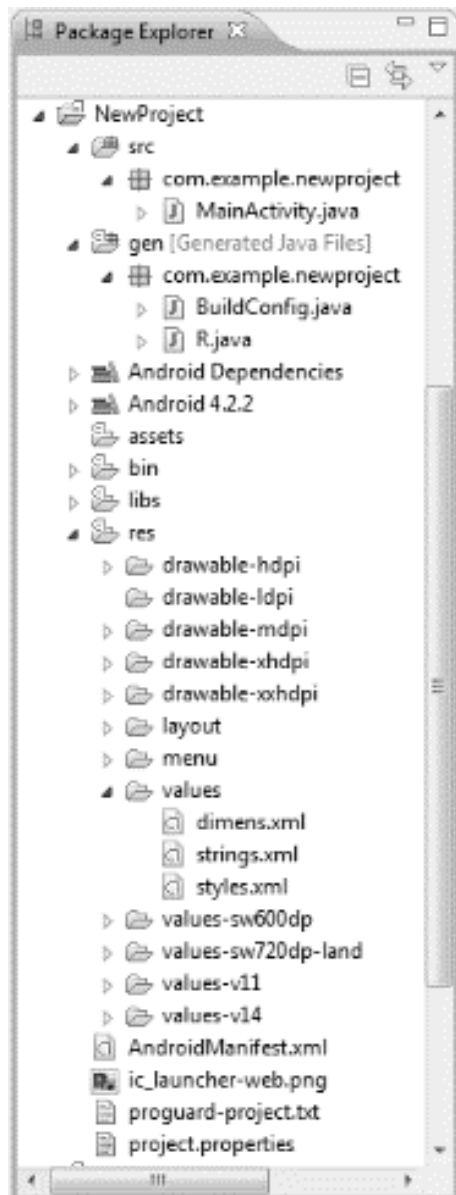 Package Explorer
NewProject
src
com.example.newproject
MainActivity.java
gen [Generated Java Files]
com.example.newproject
BuildConfig.java
R.java
Android Dependencies
Android 4.2.2
assets
bin
libs
res
drawable-hdpi
drawable-ldpi
drawable-mdpi
drawable-xhdpi
drawable-xxhdpi
layout
menu
values
dimens.xml
strings.xml
styles.xml
values-sw600dp
values-sw720dp-land
values-v11
values-v14
AndroidManifest.xml
ic_launcher-web.png
proguard-project.txt
project.properties